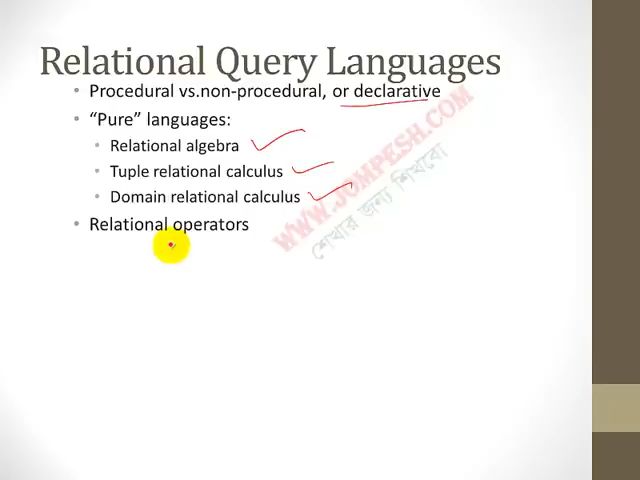 Relational Query Languages
• Procedural vs.non-procedural, or declarative
• “Pure” languages:
• Relational algebra
• Tuple relational calculus
• Domain relational calculus
• Relational operators
WWW.JOMPESH.COM
শেখার জন্য শিখবো